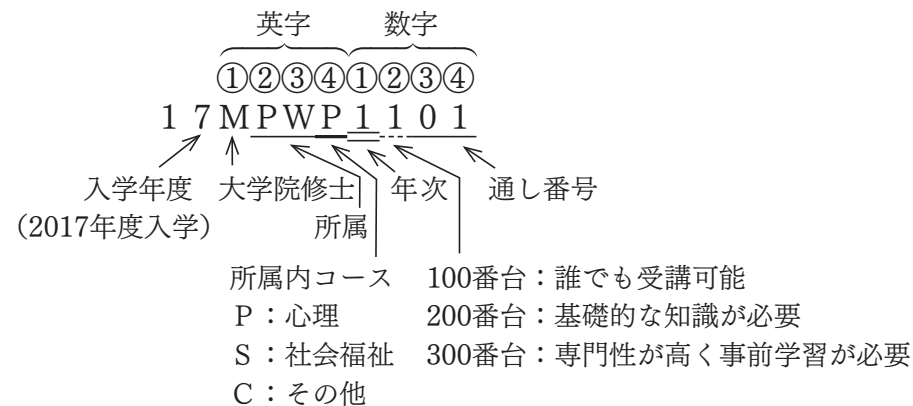 英字 数字
①②③④①②③④
17MPWP1101
入学年度 大学院修士 年次 通し番号
（2017年度入学） 所属
所属内コース 100番台：誰でも受講可能
P：心理 200番台：基礎的な知識が必要
S：社会福祉 300番台：専門性が高く事前学習が必要
C：その他